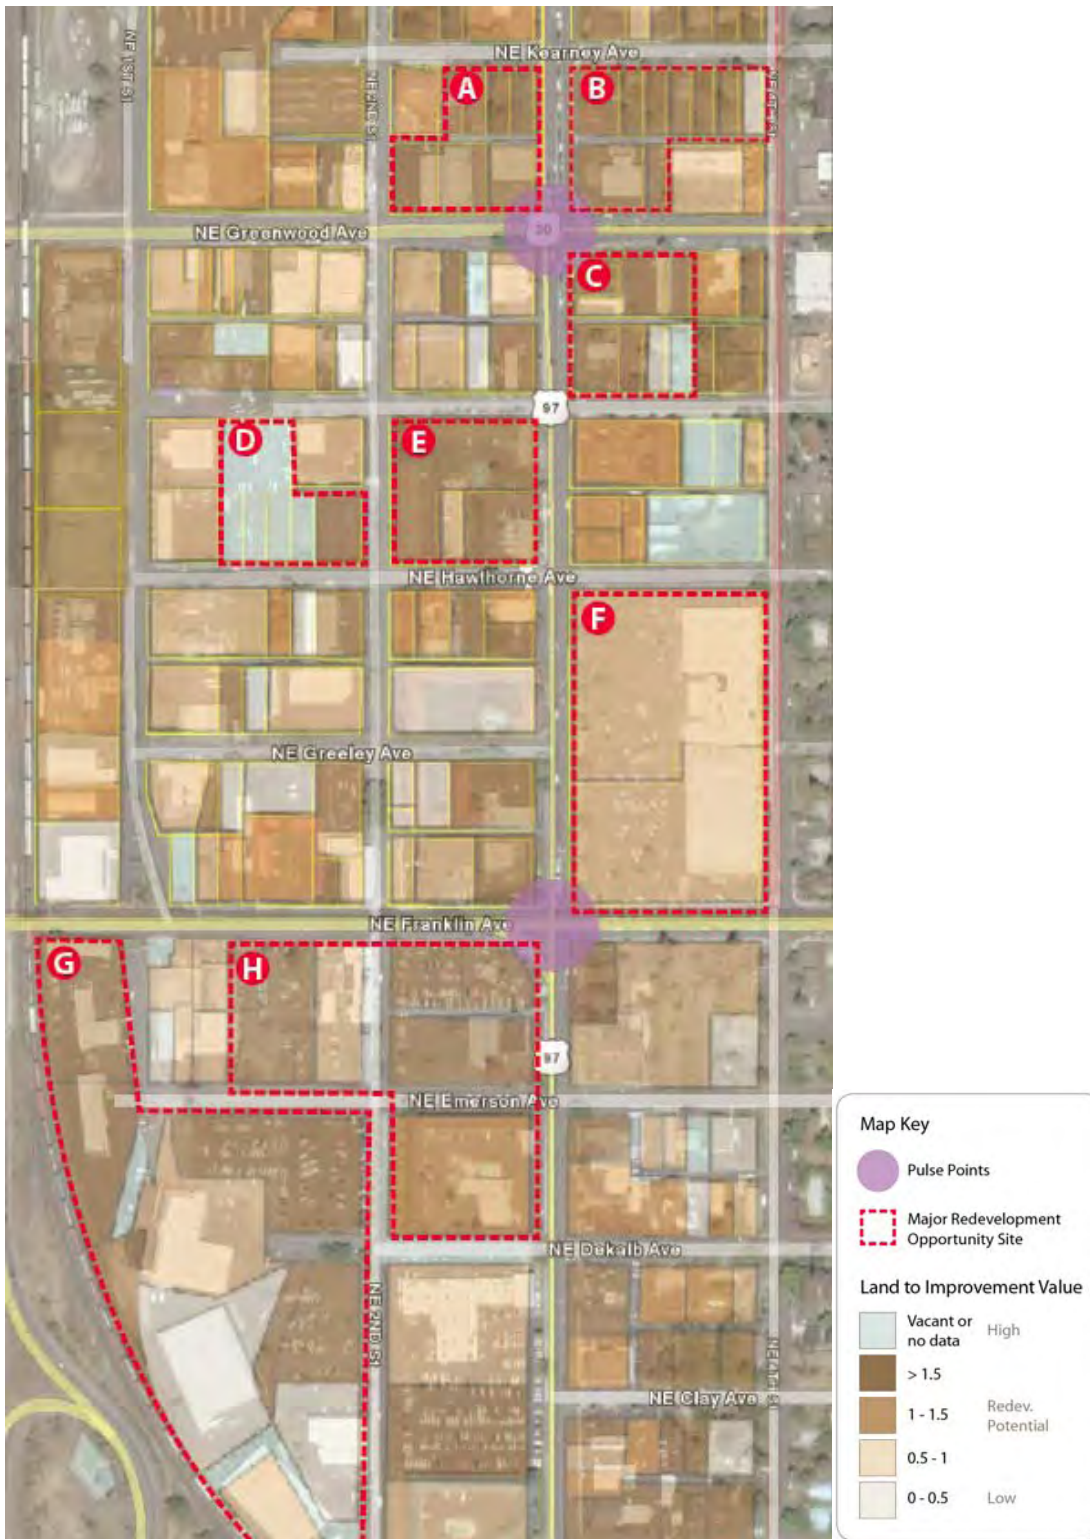 NE Kearney Ave
NE 1ST St
NE 2ND St
NE 4TH St
A
B
NE Greenwood Ave
20
C
97
D
E
NE Hawthorne Ave
F
NE Greeley Ave
NE Franklin Ave
G
H
97
NE Emerson Ave
NE Dekalb Ave
NE 2ND St
NE 4TH St
NE Clay Ave
Map Key
Pulse Points
Major Redevelopment
Opportunity Site
Land to Improvement Value
Vacant or
no data
High
> 1.5
1 - 1.5
Redev.
Potential
0.5 - 1
0 - 0.5
Low